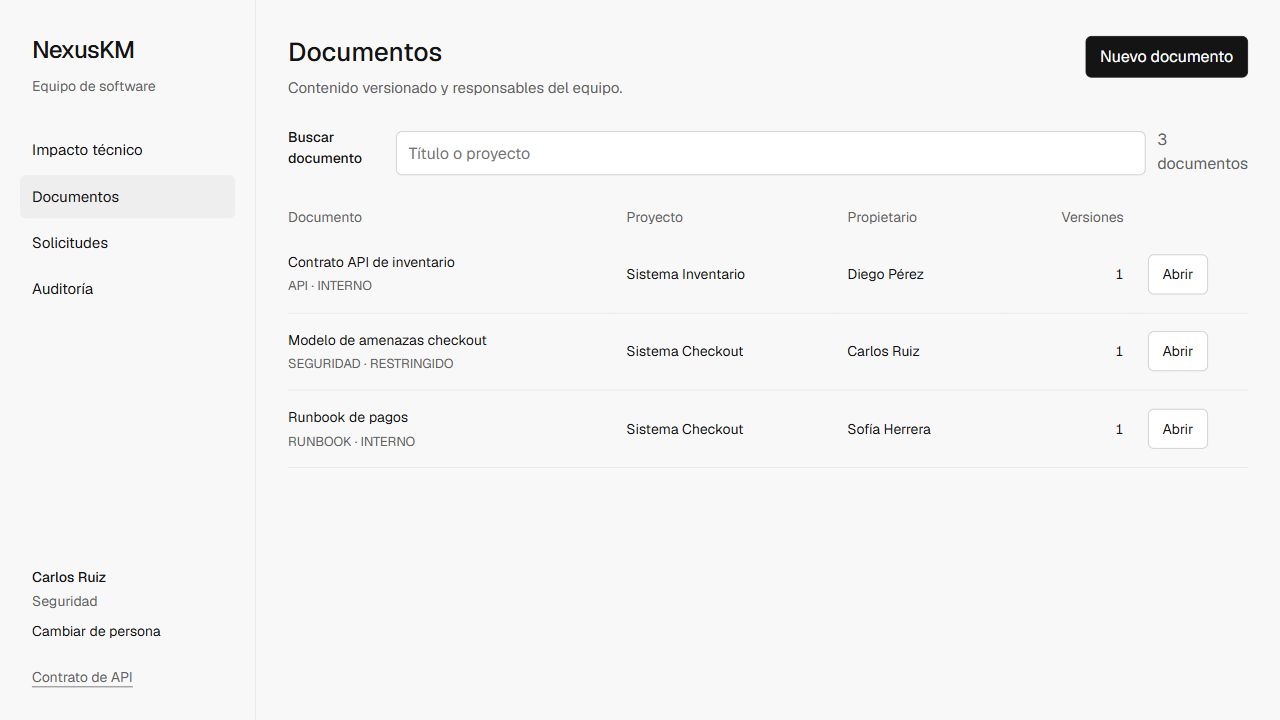 NexusKM
Equipo de software
Impacto técnico
Documentos
Solicitudes
Auditoría
Carlos Ruiz
Seguridad
Cambiar de persona
Contrato de API
Documentos
Contenido versionado y responsables del equipo.
Nuevo documento
Buscar
documento
Título o proyecto
3
documentos
Documento Proyecto Propietario Versiones
Contrato API de inventario
API · INTERNO
Sistema Inventario Diego Pérez 1 Abrir
Modelo de amenazas checkout
SEGURIDAD · RESTRINGIDO
Sistema Checkout Carlos Ruiz 1 Abrir
Runbook de pagos
RUNBOOK · INTERNO
Sistema Checkout Sofía Herrera 1 Abrir